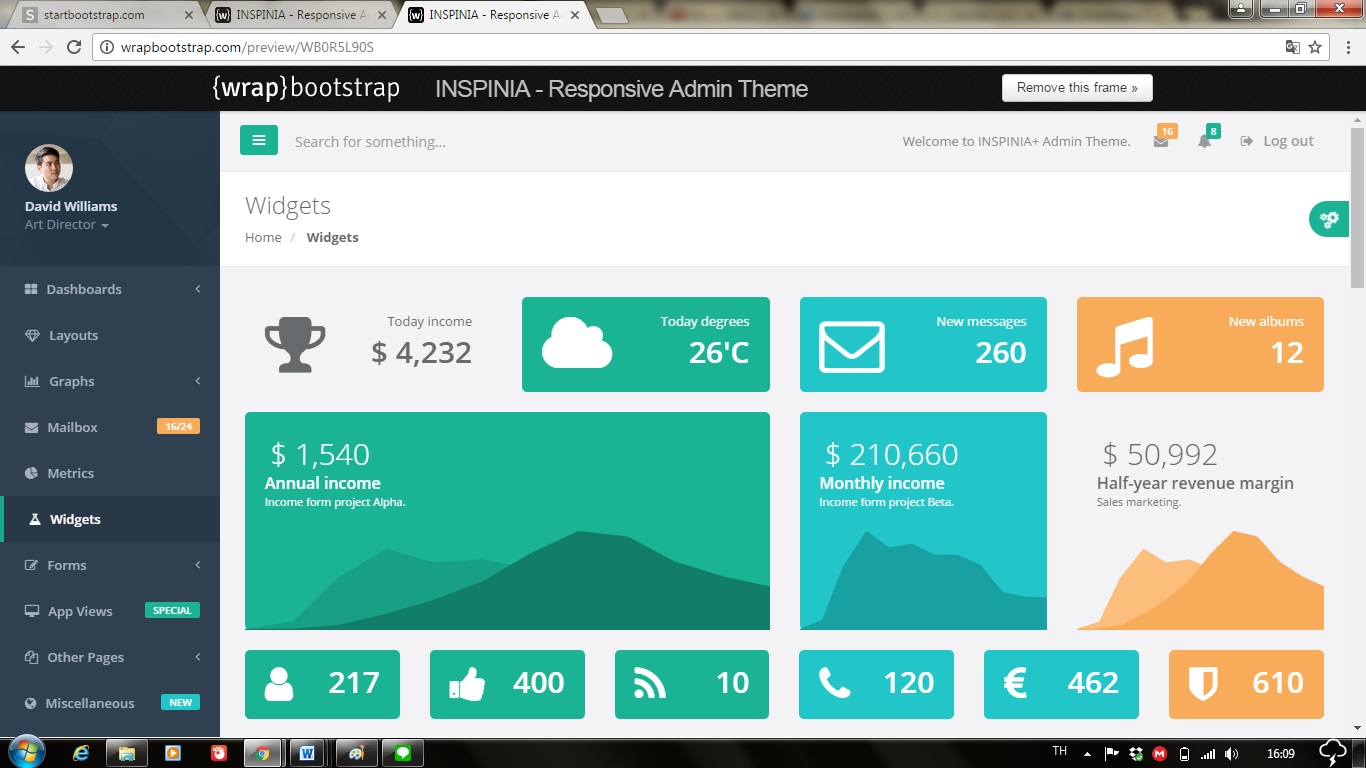 startbootstrap.com
INSPINIA - Responsive A
INSPINIA - Responsive A
wrapbootstrap.com/preview/WB0R5L90S
{wrap}bootstrap
INSPINIA - Responsive Admin Theme
Remove this frame »
Search for something...
Welcome to INSPINIA+ Admin Theme.
16
8
Log out
David Williams
Art Director
Widgets
Home / Widgets
Dashboards
Layouts
Graphs
Mailbox 16/24
Metrics
Widgets
Forms
App Views SPECIAL
Other Pages
Miscellaneous NEW
Today income
$ 4,232
Today degrees
26'C
New messages
260
New albums
12
$ 1,540
Annual income
Income form project Alpha.
$ 210,660
Monthly income
Income form project Beta.
$ 50,992
Half-year revenue margin
Sales marketing.
217
400
10
120
€ 462
610
TH
16:09